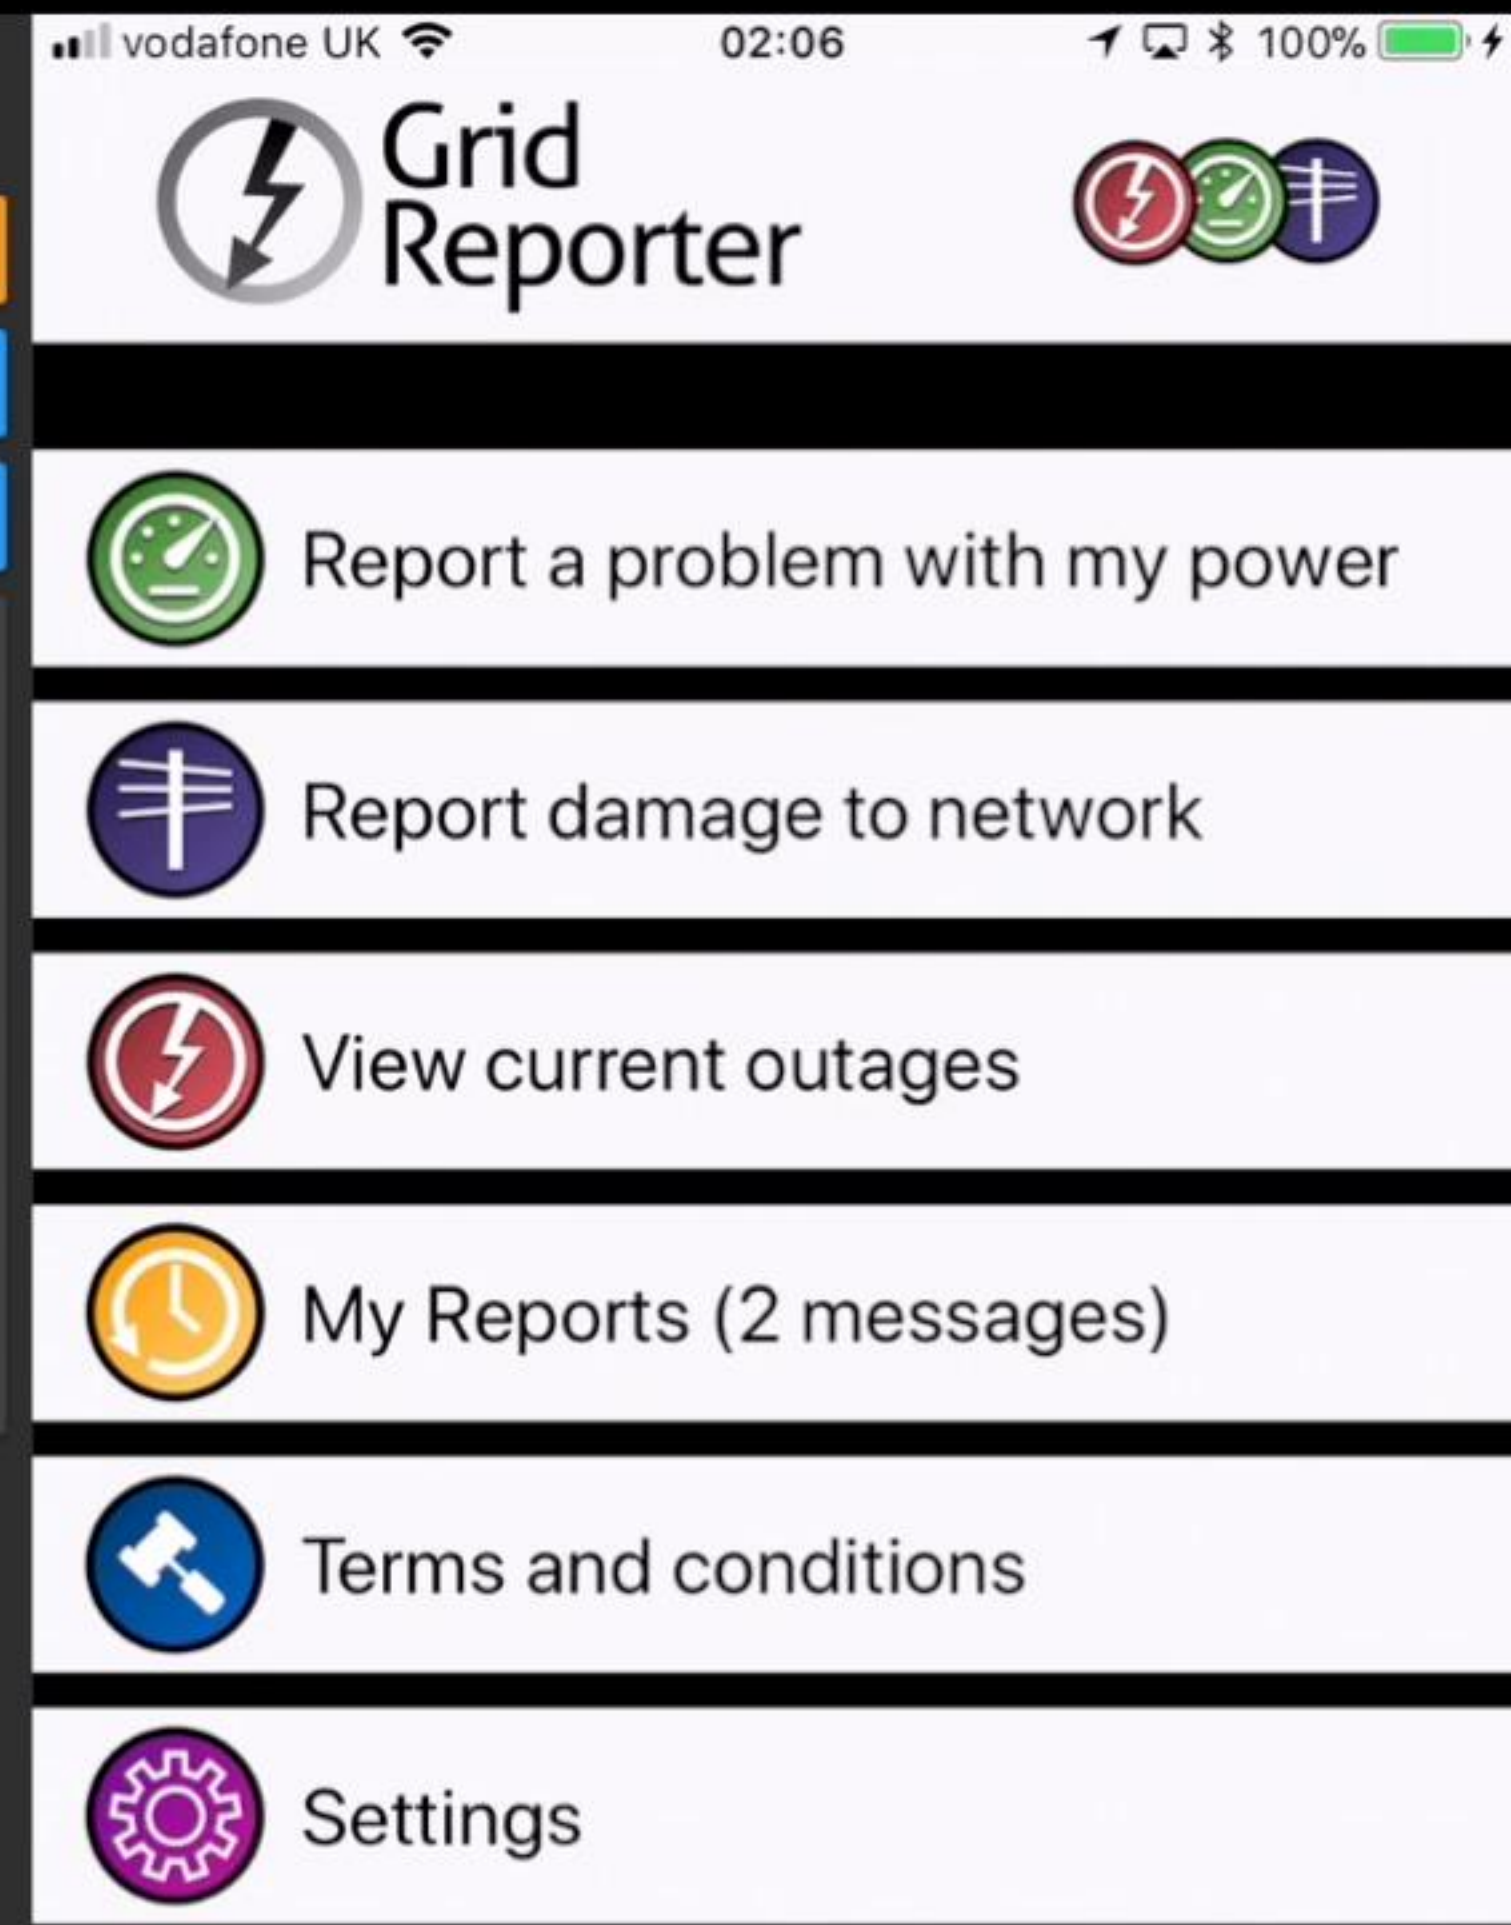 vodafone UK 02:06 100%
Grid
Reporter
Report a problem with my power
Report damage to network
View current outages
My Reports (2 messages)
Terms and conditions
Settings